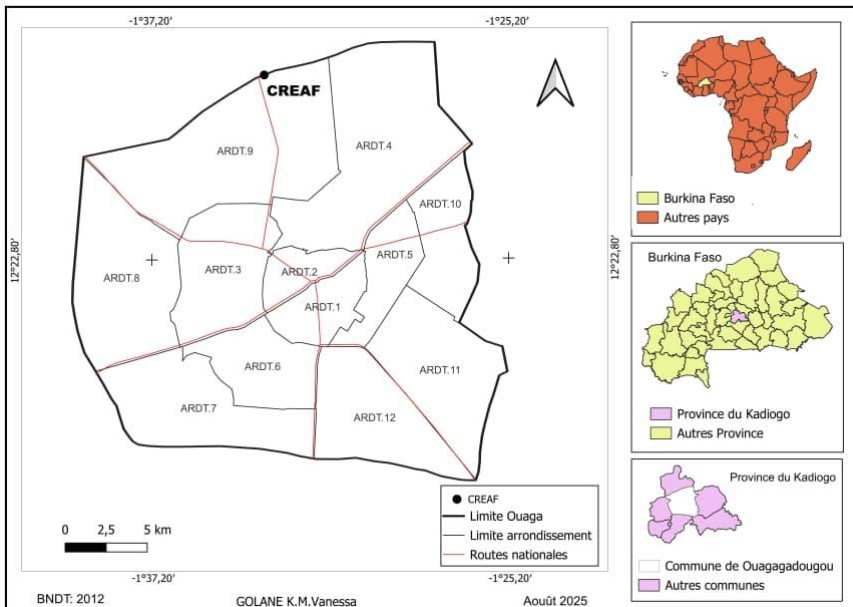 -1°37,20' -1°25,20'
CREAF
ARDT.4
ARDT.9
ARDT.10
12°22,80' 12°22,80'
ARDT.8
ARDT.3
ARDT.2
ARDT.5
ARDT.1
ARDT.6
ARDT.11
ARDT.7
ARDT.12
0 2,5 5 km
CREAF
Limite Ouaga
Limite arrondissement
Routes nationales
-1°37,20' -1°25,20'
BNDT: 2012 GOLANE K.M.Vanessa Aouût 2025
Burkina Faso
Autres pays
Burkina Faso
Province du Kadiogo
Autres Province
Province du Kadiogo
Commune de Ouagagadougou
Autres communes